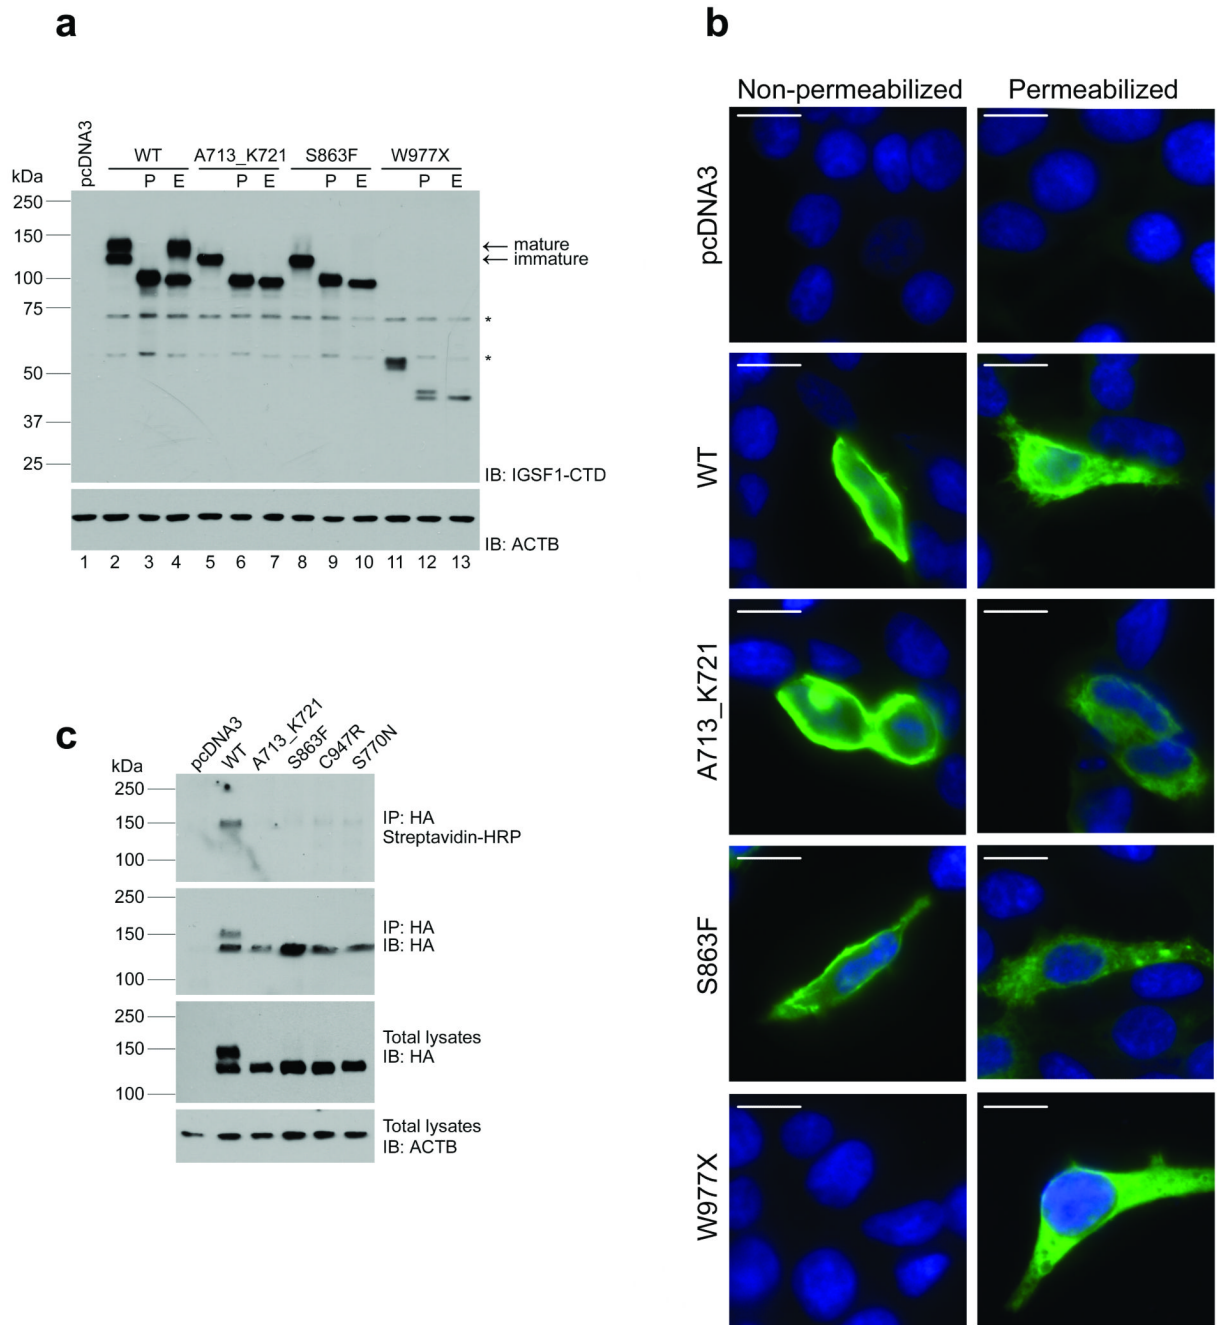 a
pcDNA3
WT
A713_K721
S863F
W977X
P E P E P E P E
kDa
250
150
100
75
50
37
25
← mature
← immature
*
*
IB: IGSF1-CTD
IB: ACTB
1 2 3 4 5 6 7 8 9 10 11 12 13
b
Non-permeabilized Permeabilized
pcDNA3
WT
A713_K721
S863F
W977X
c
pcDNA3
WT
A713_K721
S863F
C947R
S770N
kDa
250
150
100
IP: HA
Streptavidin-HRP
250
150
100
IP: HA
IB: HA
250
150
100
Total lysates
IB: HA
Total lysates
IB: ACTB